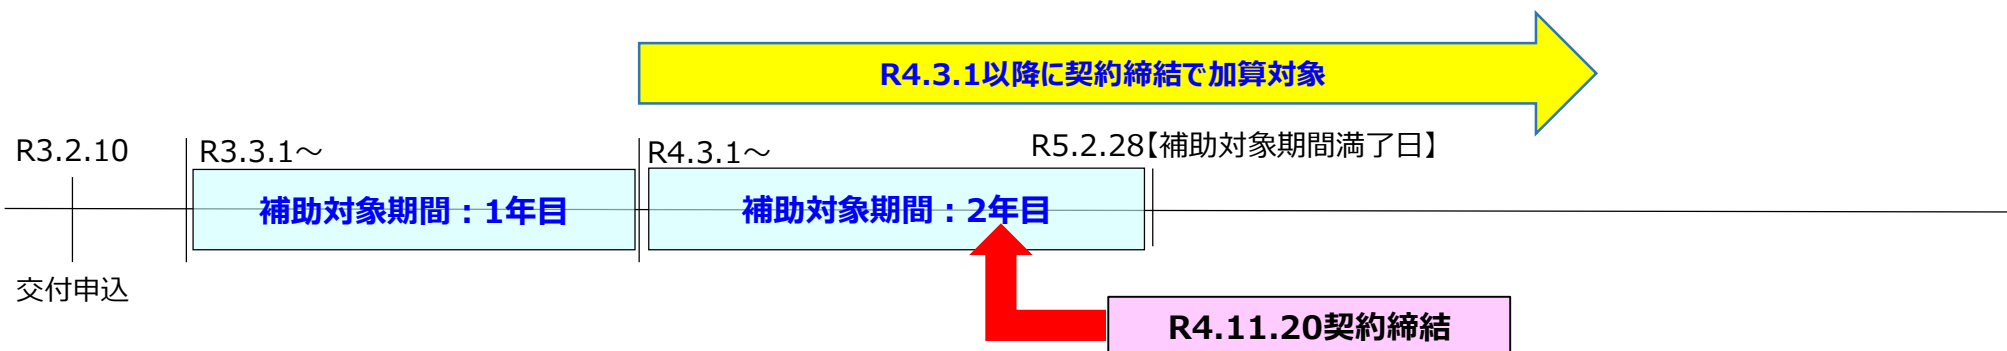 R4.3.1以降に契約締結で加算対象
R3.2.10
R3.3.1～
R4.3.1～
R5.2.28【補助対象期間満了日】
補助対象期間：1年目
補助対象期間：2年目
交付申込
R4.11.20契約締結